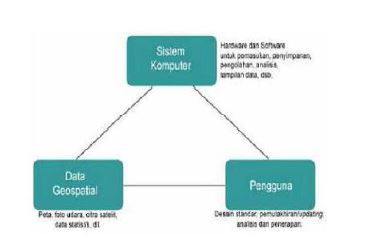 Sistem
Komputer
Hardware dan Software
untuk pemasukan, penyimpanan,
pengolahan, analisis,
tampilan data, dsb.
Data
Geospatial
Peta, foto udara, citra satelit,
data statistik, dll
Pengguna
Desain standar, pemutakhiran/updating
analisis dan penerapan.